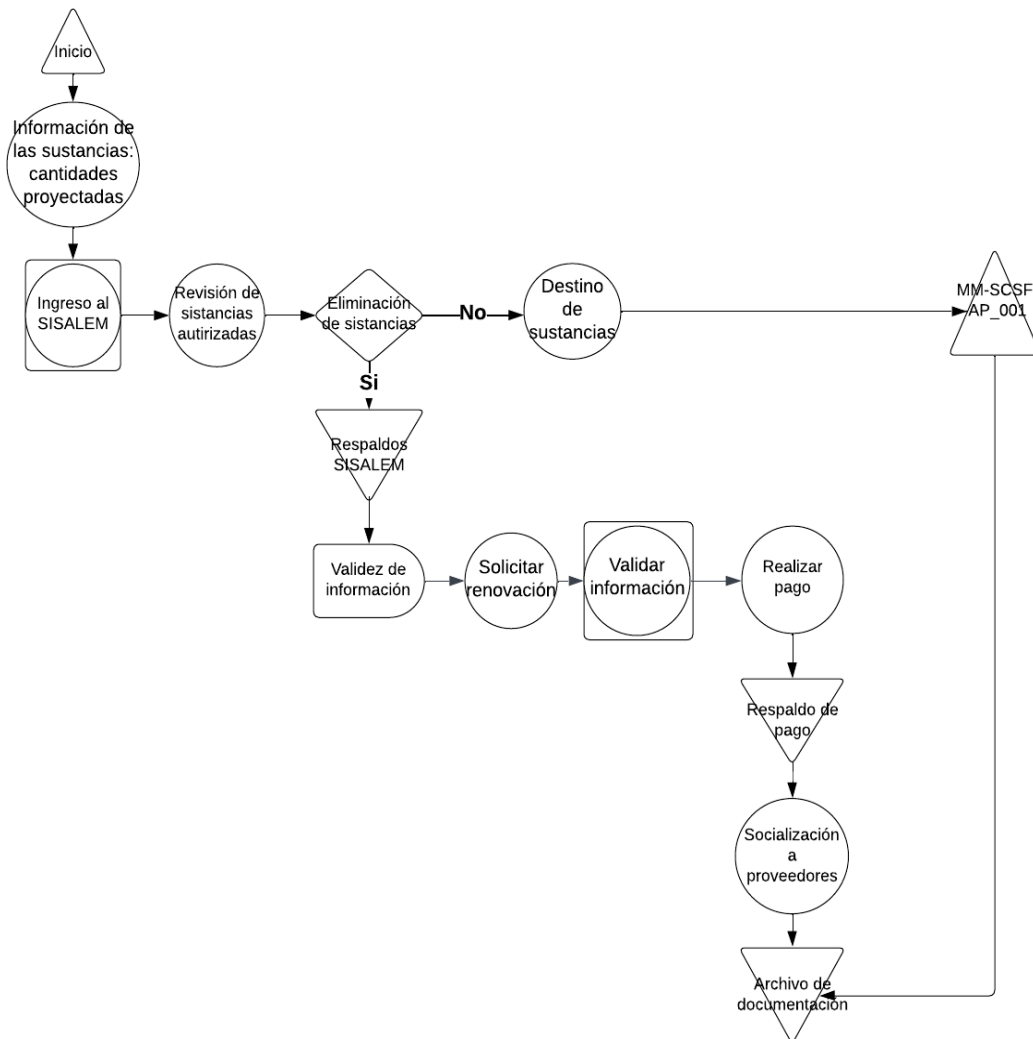 Inicio
Información de
las sustancias:
cantidades
proyectadas
Ingreso al
SISALEM
Revisión de
sistancias
autirizadas
Eliminación
de sistancias
No
Destino
de
sustancias
MM-SCSF
AP_001
Si
Respaldos
SISALEM
Validez de
información
Solicitar
renovación
Validar
información
Realizar
pago
Respaldo de
pago
Socialización
a
proveedores
Archivo de
documentación